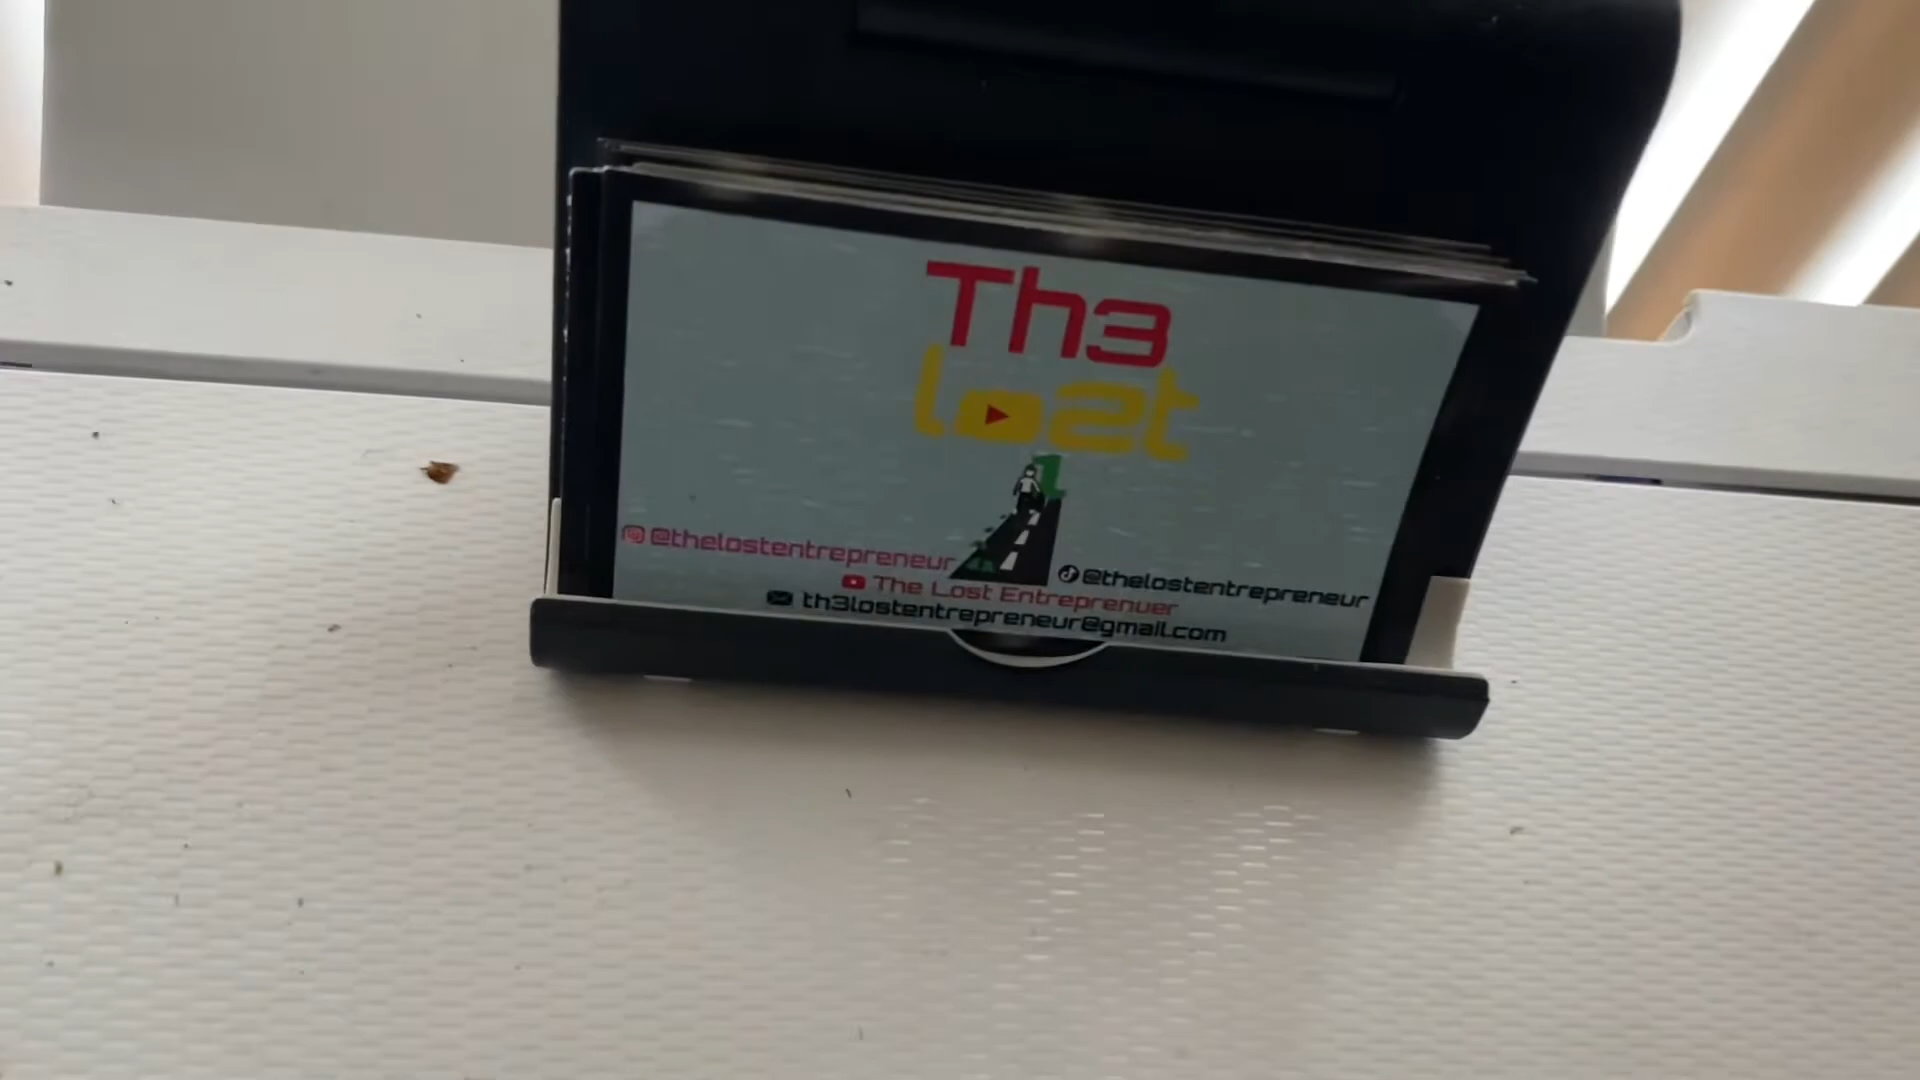 Th3
lo2t
@thelostentrepreneur
@thelostentrepreneur
The Lost Entreprenuer
th3lostentrepreneur@gmail.com